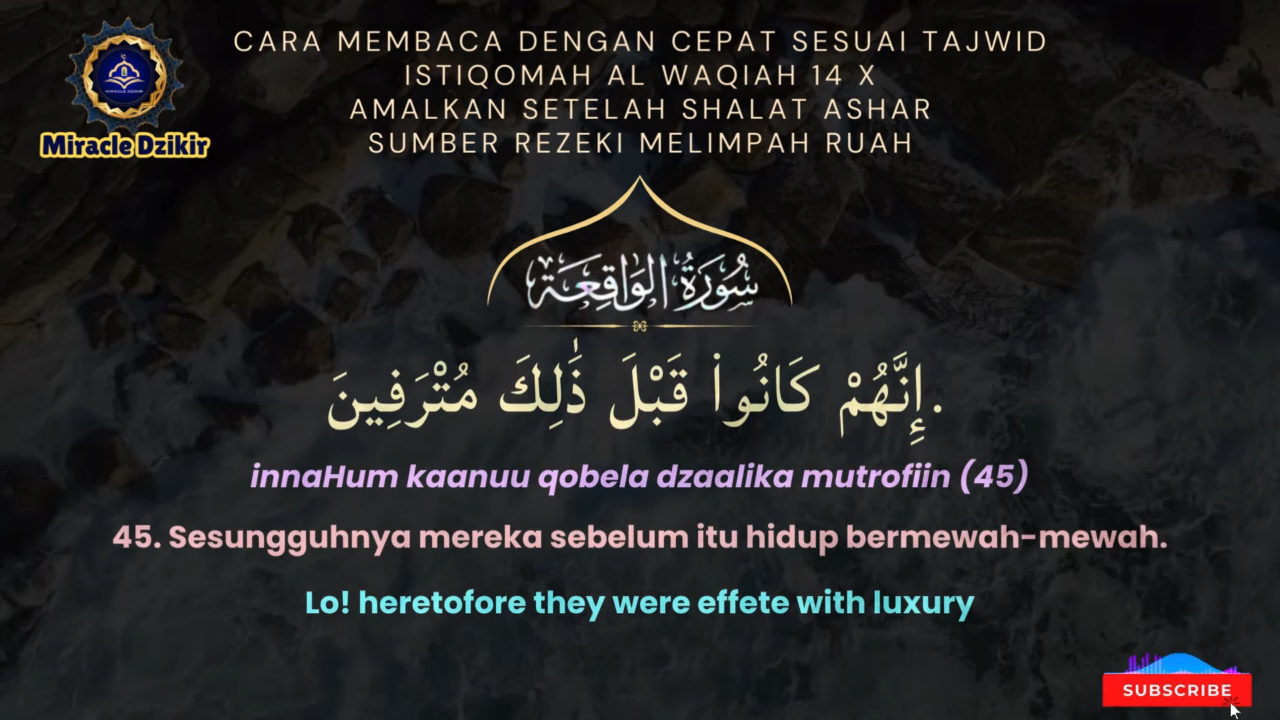 CARA MEMBACA DENGAN CEPAT SESUAI TAJWID
ISTIQOMAH AL WAQIAH 14 X
AMALKAN SETELAH SHALAT ASHAR
SUMBER REZEKI MELIMPAH RUAH
MIRACLE DZIKIR
Miracle Dzikir
سُورَةُ الوَاقِعَة
إِنَّهُمْ كَانُوا۟ قَبْلَ ذَٰلِكَ مُتْرَفِينَ.
innaHum kaanuu qobela dzaalika mutrofiin (45)
45. Sesungguhnya mereka sebelum itu hidup bermewah-mewah.
Lo! heretofore they were effete with luxury
SUBSCRIBE